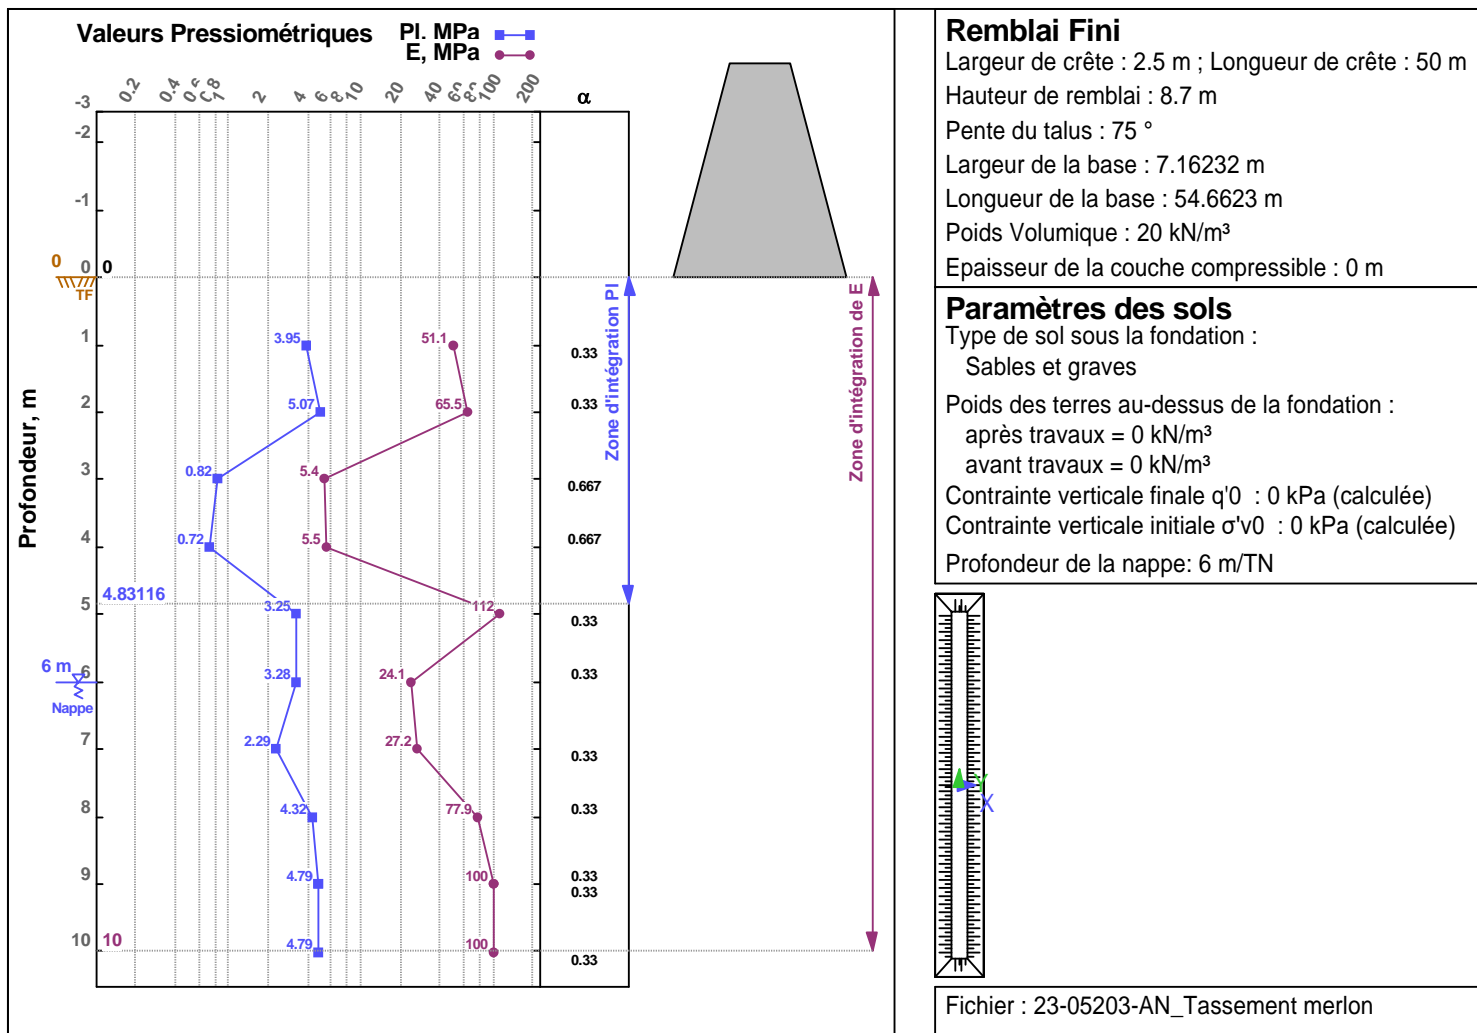 Valeurs Pressiométriques
Pl. MPa
E, MPa
0.2 0.4 1 2 4 6 10 20 40 100 200
α
Profondeur, m
-3
-2
-1
0 0 0
TF
1 3.95 51.1 0.33
2 5.07 65.5 0.33
3 0.82 5.4 0.667
4 0.72 5.5 0.667
4.83116
5 3.25 112 0.33
6 m 6 3.28 24.1 0.33
Nappe
7 2.29 27.2 0.33
8 4.32 77.9 0.33
9 4.79 100 0.33
0.33
10 10 4.79 100 0.33
Zone d'intégration Pl
Zone d'intégration de E
Remblai Fini
Largeur de crête : 2.5 m ; Longueur de crête : 50 m
Hauteur de remblai : 8.7 m
Pente du talus : 75 °
Largeur de la base : 7.16232 m
Longueur de la base : 54.6623 m
Poids Volumique : 20 kN/m³
Epaisseur de la couche compressible : 0 m
Paramètres des sols
Type de sol sous la fondation :
Sables et graves
Poids des terres au-dessus de la fondation :
après travaux = 0 kN/m³
avant travaux = 0 kN/m³
Contrainte verticale finale q'0 : 0 kPa (calculée)
Contrainte verticale initiale σ'v0 : 0 kPa (calculée)
Profondeur de la nappe: 6 m/TN
Y
X
Fichier : 23-05203-AN_Tassement merlon